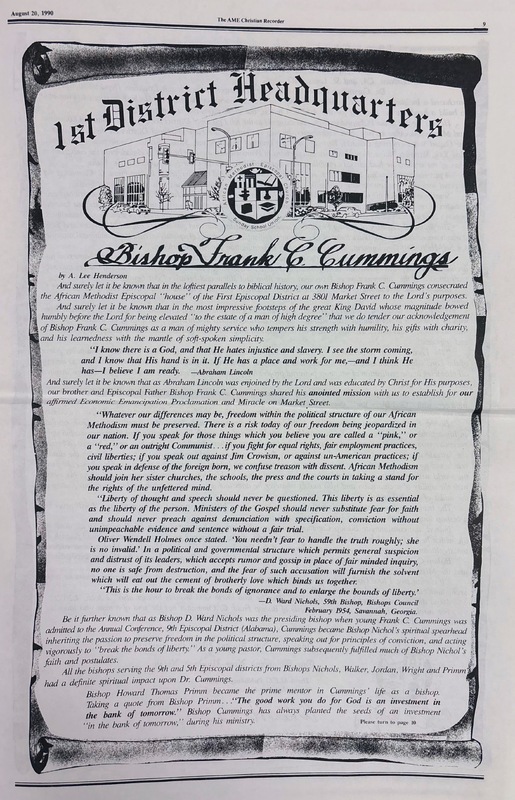 August 20, 1990
The AME Christian Recorder
9
1st District Headquarters
Bishop Frank C. Cummings
by A. Lee Henderson
And surely let it be known that in the loftiest parallels to biblical history, our own Bishop Frank C. Cummings consecrated
the African Methodist Episcopal "house" of the First Episcopal District at 3801 Market Street to the Lord's purposes.
And surely let it be known that in the most impressive footsteps of the great King David whose magnitude bowed
humbly before the Lord for being elevated "to the estate of a man of high degree" that we do tender our acknowledgement
of Bishop Frank C. Cummings as a man of mighty service who tempers his strength with humility, his gifts with charity,
and his learnedness with the mantle of soft-spoken simplicity.
"I know there is a God, and that He hates injustice and slavery. I see the storm coming,
and I know that His hand is in it. If He has a place and work for me,—and I think He
has—I believe I am ready. —Abraham Lincoln
And surely let it be known that as Abraham Lincoln was enjoined by the Lord and was educated by Christ for His purposes,
our brother and Episcopal Father Bishop Frank C. Cummings shared his anointed mission with us to establish for our
affirmed Economic Emancipation Proclamation and Miracle on Market Street.
"Whatever our differences may be, freedom within the political structure of our African
Methodism must be preserved. There is a risk today of our freedom being jeopardized in
our nation. If you speak for those things which you believe you are called a "pink," or
a "red," or an outright Communist...if you fight for equal rights, fair employment practices,
civil liberties; if you speak out against Jim Crowism, or against un-American practices; if
you speak in defense of the foreign born, we confuse treason with dissent. African Methodism
should join her sister churches, the schools, the press and the courts in taking a stand for
the rights of the unfettered mind.
"Liberty of thought and speech should never be questioned. This liberty is as essential
as the liberty of the person. Ministers of the Gospel should never substitute fear for faith
and should never preach against denunciation with specification, conviction without
unimpeachable evidence and sentence without a fair trial.
Oliver Wendell Holmes once stated. 'You needn't fear to handle the truth roughly; she
is no invalid.' In a political and governmental structure which permits general suspicion
and distrust of its leaders, which accepts rumor and gossip in place of fair minded inquiry,
no one is safe from destruction, and the fear of such accusation will furnish the solvent
which will eat out the cement of brotherly love which binds us together.
"This is the hour to break the bonds of ignorance and to enlarge the bounds of liberty.'
—D. Ward Nichols, 59th Bishop, Bishops Council
February 1954, Savannah, Georgia.
Be it further known that as Bishop D. Ward Nichols was the presiding bishop when young Frank C. Cummings was
admitted to the Annual Conference, 9th Episcopal District (Alabama), Cummings became Bishop Nichol's spiritual spearhead
inheriting the passion to preserve freedom in the political structure, speaking out for principles of conviction, and acting
vigorously to "break the bonds of liberty." As a young pastor, Cummings subsequently fulfilled much of Bishop Nichol's
faith and postulates.
All the bishops serving the 9th and 5th Episcopal districts from Bishops Nichols, Walker, Jordan, Wright and Primm
had a definite spiritual impact upon Dr. Cummings.
Bishop Howard Thomas Primm became the prime mentor in Cummings' life as a bishop.
Taking a quote from Bishop Primm..."The good work you do for God is an investment in
the bank of tomorrow." Bishop Cummings has always planted the seeds of an investment
"in the bank of tomorrow," during his ministry.
Please turn to page 10